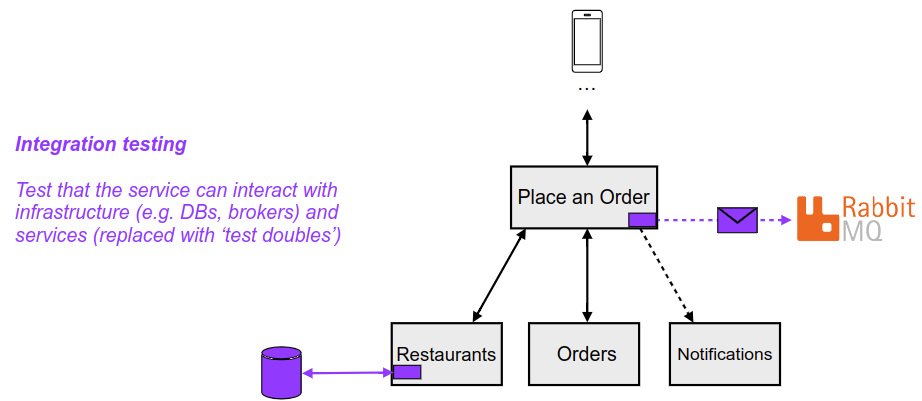 ...
Integration testing
Test that the service can interact with
infrastructure (e.g. DBs, brokers) and
services (replaced with ‘test doubles’)
Place an Order
Rabbit
MQ
Restaurants
Orders
Notifications